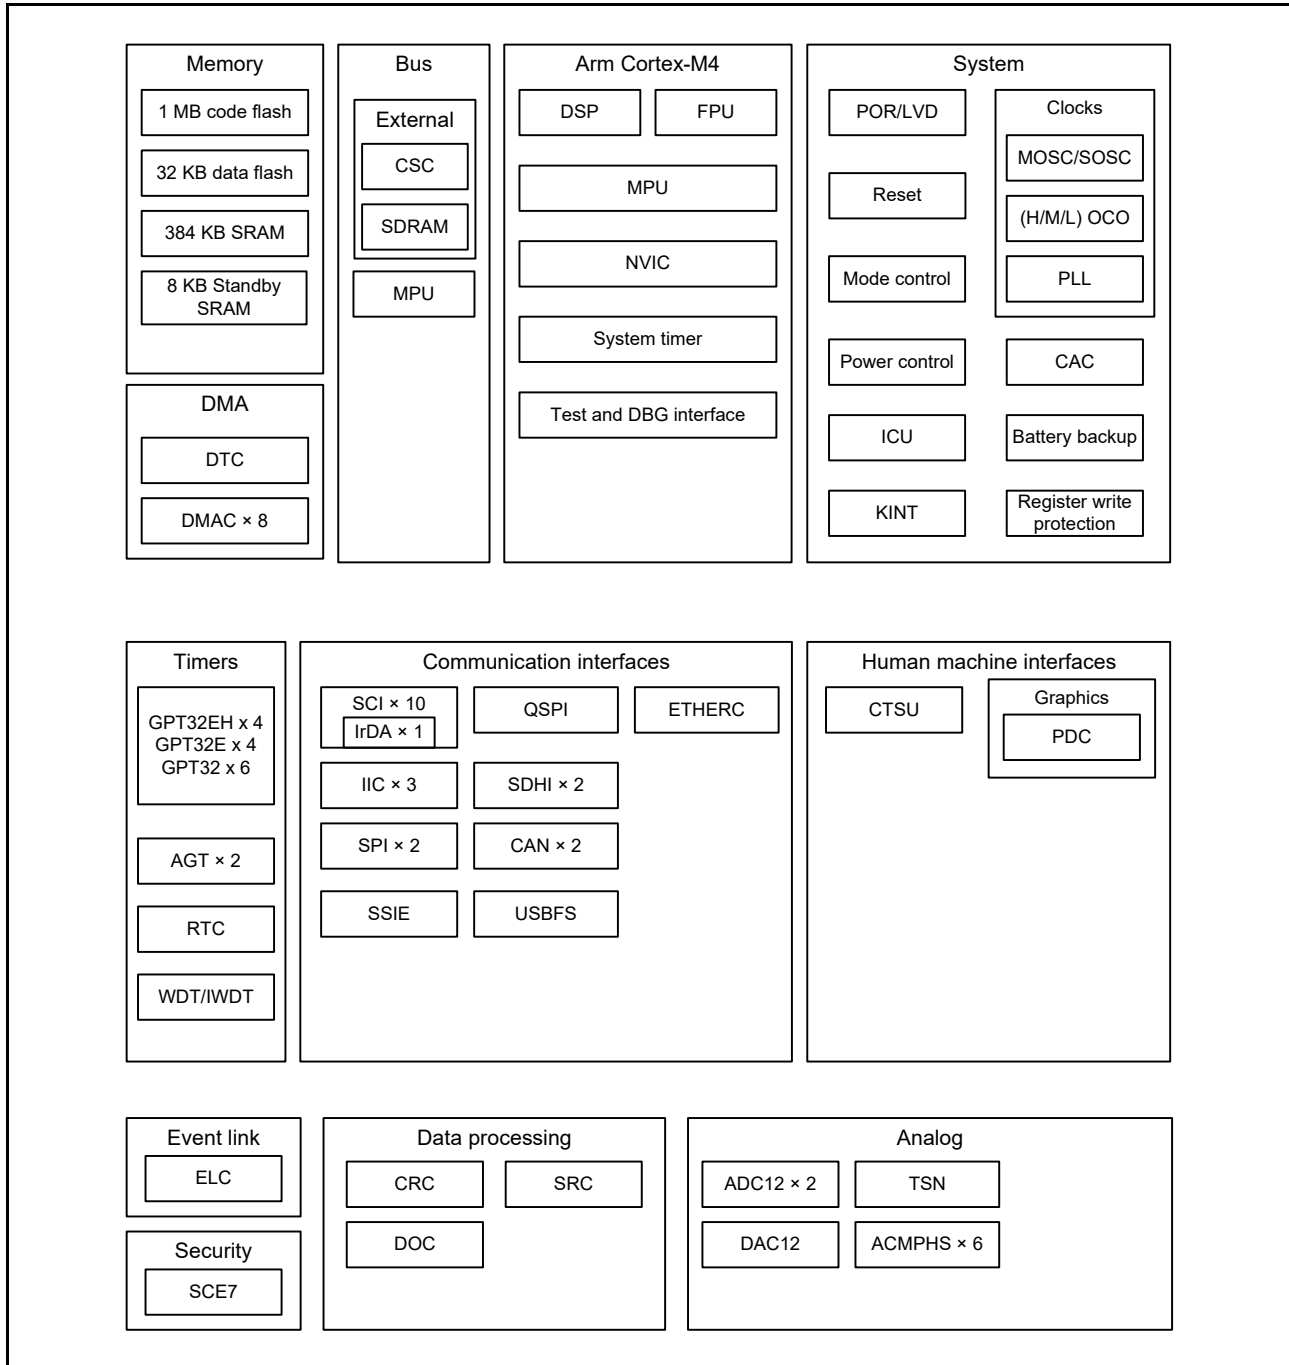 Memory
1 MB code flash
32 KB data flash
384 KB SRAM
8 KB Standby
SRAM
DMA
DTC
DMAC × 8
Bus
External
CSC
SDRAM
MPU
Arm Cortex-M4
DSP
FPU
MPU
NVIC
System timer
Test and DBG interface
System
POR/LVD
Reset
Mode control
Power control
ICU
KINT
Clocks
MOSC/SOSC
(H/M/L) OCO
PLL
CAC
Battery backup
Register write
protection
Timers
GPT32EH x 4
GPT32E x 4
GPT32 x 6
AGT × 2
RTC
WDT/IWDT
Communication interfaces
SCI × 10
IrDA × 1
IIC × 3
SPI × 2
SSIE
QSPI
SDHI × 2
CAN × 2
USBFS
ETHERC
Human machine interfaces
CTSU
Graphics
PDC
Event link
ELC
Security
SCE7
Data processing
CRC
SRC
DOC
Analog
ADC12 × 2
TSN
DAC12
ACMPHS × 6